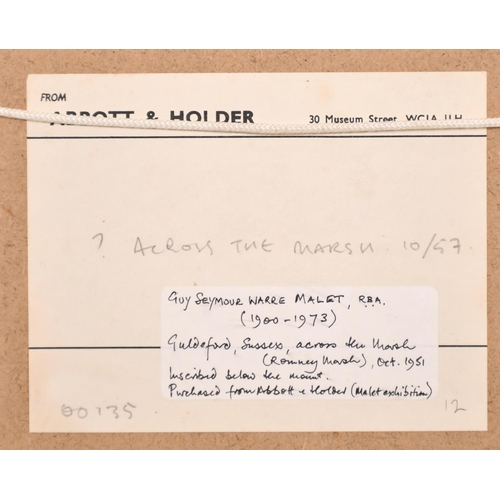 FROM
ABBOTT & HOLDER 30 Museum Street, WC1A 1LH
? ACROSS THE MARSH 10/57.
GUY SEYMOUR WARRE MALET, R.B.A.
(1900-1973)
Guldeford, Sussex, across the Marsh
(Romney Marsh), Oct. 1951
Inscribed below the mount.
Purchased from Abbott & Holder (Malet exhibition)
00135 12